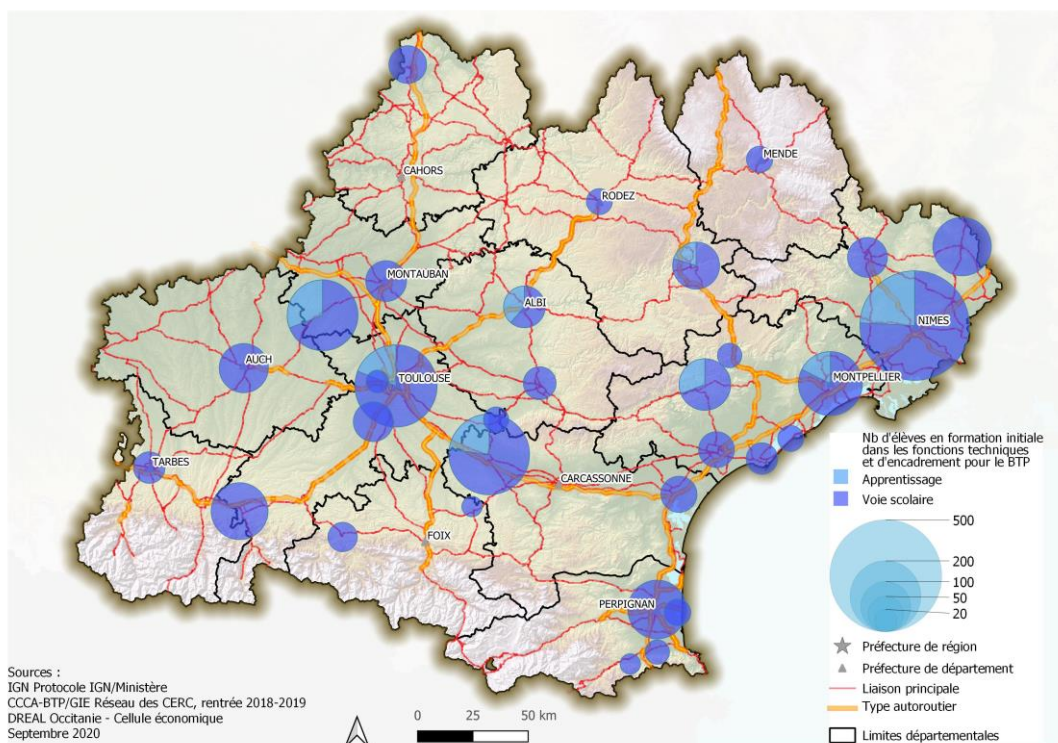 CAHORS
MENDE
RODEZ
MONTAUBAN
ALBI
NIMES
AUCH
TOULOUSE
MONTPELLIER
TARBES
CARCASSONNE
FOIX
PERPIGNAN
Nb d'élèves en formation initiale
dans les fonctions techniques
et d'encadrement pour le BTP
Apprentissage
Voie scolaire
500
200
100
50
20
Préfecture de région
Préfecture de département
Liaison principale
Type autoroutier
Limites départementales
Sources :
IGN Protocole IGN/Ministère
CCCA-BTP/GIE Réseau des CERC, rentrée 2018-2019
DREAL Occitanie - Cellule économique
Septembre 2020
0 25 50 km